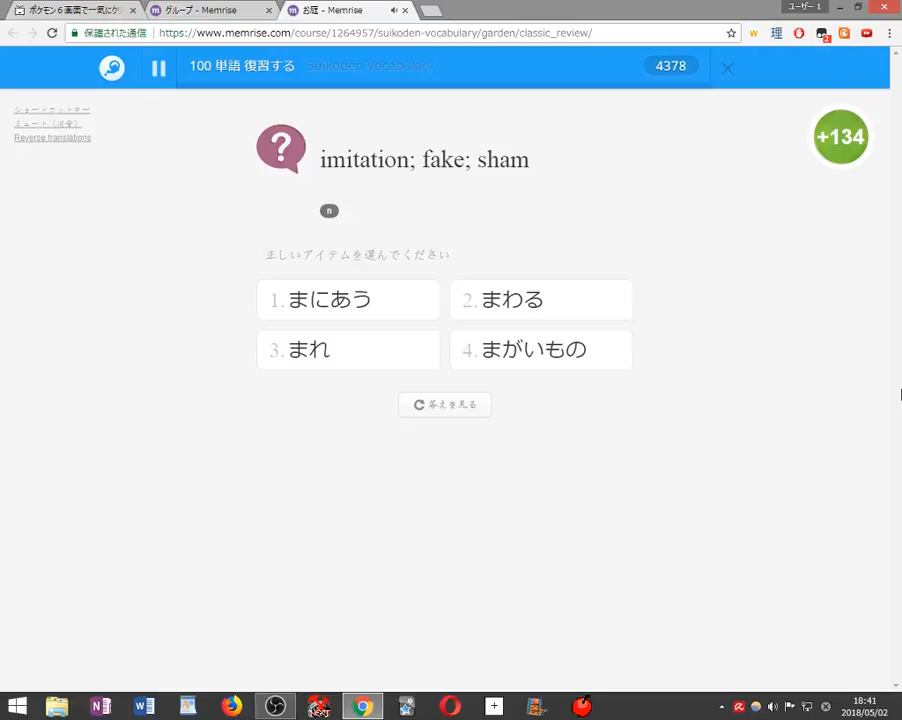 ポケモン6画面で一気にクリ
グループ - Memrise
お庭 - Memrise
ユーザー 1
保護された通信
https://www.memrise.com/course/1264957/suikoden-vocabulary/garden/classic_review/
2
100 単語 復習する
Suikoden Vocabulary
4378
ショートカットキー
ミュート（消音）
Reverse translations
+134
?
imitation; fake; sham
n
正しいアイテムを選んでください
1. まにあう
2. まわる
3. まれ
4. まがいもの
答えを見る
18:41
2018/05/02